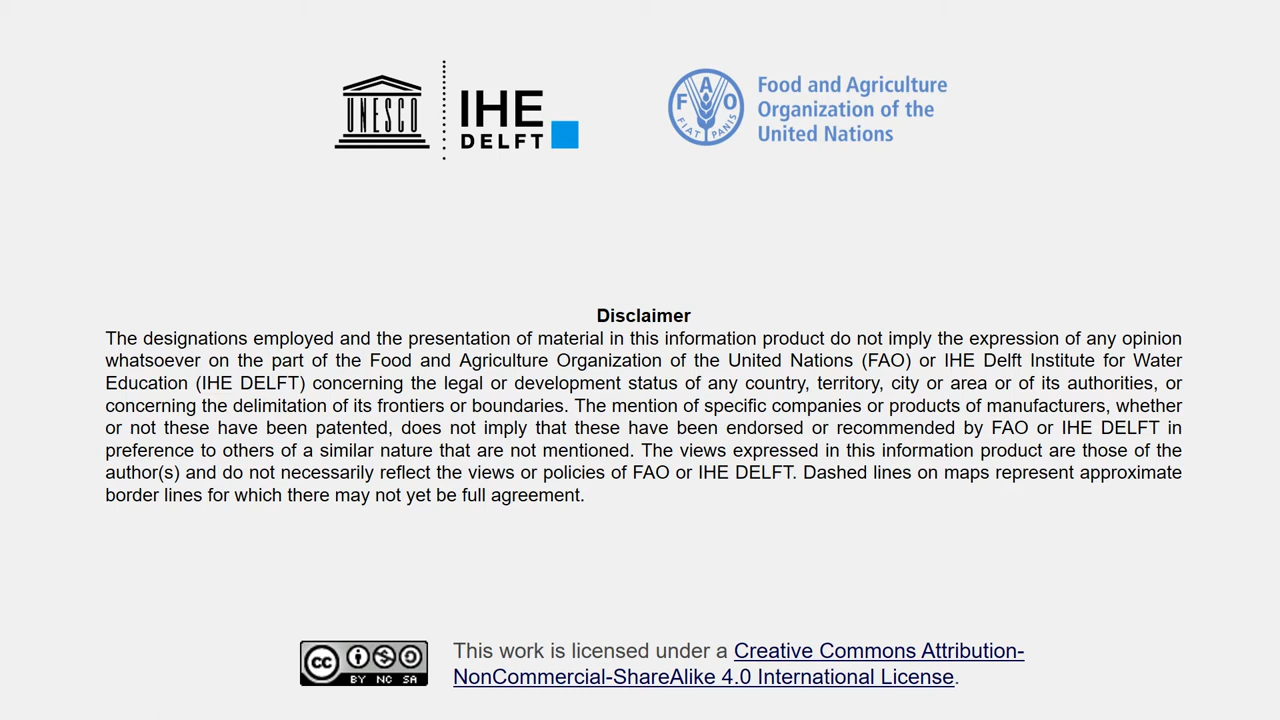 UNESCO
IHE
DELFT
FAO
FIAT PANIS
Food and Agriculture
Organization of the
United Nations
Disclaimer
The designations employed and the presentation of material in this information product do not imply the expression of any opinion
whatsoever on the part of the Food and Agriculture Organization of the United Nations (FAO) or IHE Delft Institute for Water
Education (IHE DELFT) concerning the legal or development status of any country, territory, city or area or of its authorities, or
concerning the delimitation of its frontiers or boundaries. The mention of specific companies or products of manufacturers, whether
or not these have been patented, does not imply that these have been endorsed or recommended by FAO or IHE DELFT in
preference to others of a similar nature that are not mentioned. The views expressed in this information product are those of the
author(s) and do not necessarily reflect the views or policies of FAO or IHE DELFT. Dashed lines on maps represent approximate
border lines for which there may not yet be full agreement.
cc
BY NC SA
This work is licensed under a Creative Commons Attribution-
NonCommercial-ShareAlike 4.0 International License.